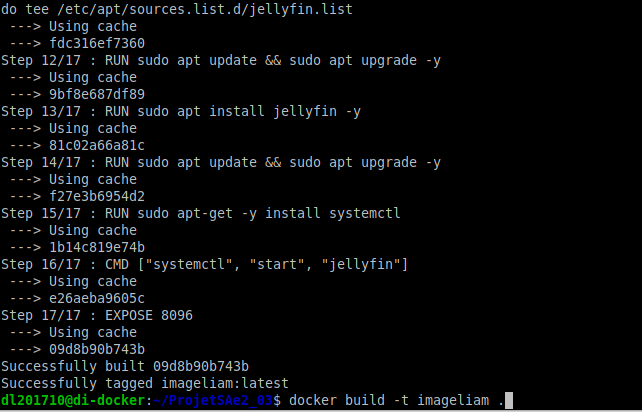 do tee /etc/apt/sources.list.d/jellyfin.list
 ---> Using cache
 ---> fdc316ef7360
Step 12/17 : RUN sudo apt update && sudo apt upgrade -y
 ---> Using cache
 ---> 9bf8e687df89
Step 13/17 : RUN sudo apt install jellyfin -y
 ---> Using cache
 ---> 81c02a66a81c
Step 14/17 : RUN sudo apt update && sudo apt upgrade -y
 ---> Using cache
 ---> f27e3b6954d2
Step 15/17 : RUN sudo apt-get -y install systemctl
 ---> Using cache
 ---> 1b14c819e74b
Step 16/17 : CMD ["systemctl", "start", "jellyfin"]
 ---> Using cache
 ---> e26aeba9605c
Step 17/17 : EXPOSE 8096
 ---> Using cache
 ---> 09d8b90b743b
Successfully built 09d8b90b743b
Successfully tagged imageliam:latest
dl201710@di-docker:~/ProjetSAe2_03$ docker build -t imageliam .